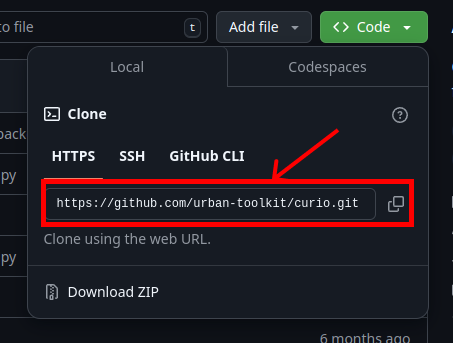 to file
t
Add file
Code
Local
Codespaces
Clone
HTTPS
SSH
GitHub CLI
https://github.com/urban-toolkit/curio.git
Clone using the web URL.
Download ZIP
back
py
py
6 months ago